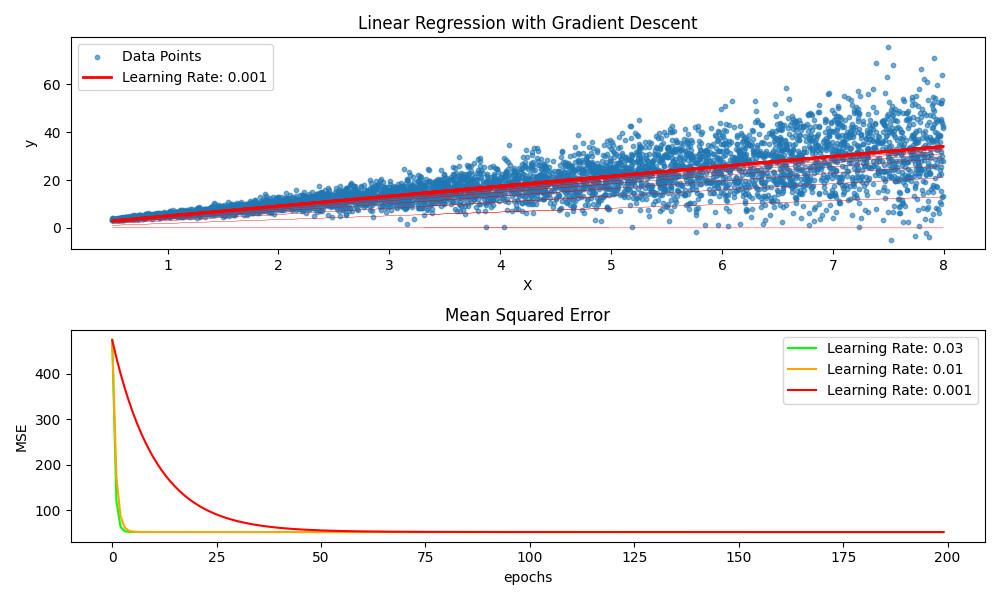 Linear Regression with Gradient Descent
Data Points
Learning Rate: 0.001
y
60
40
20
0
1 2 3 4 5 6 7 8
X
Mean Squared Error
Learning Rate: 0.03
Learning Rate: 0.01
Learning Rate: 0.001
MSE
400
300
200
100
0 25 50 75 100 125 150 175 200
epochs